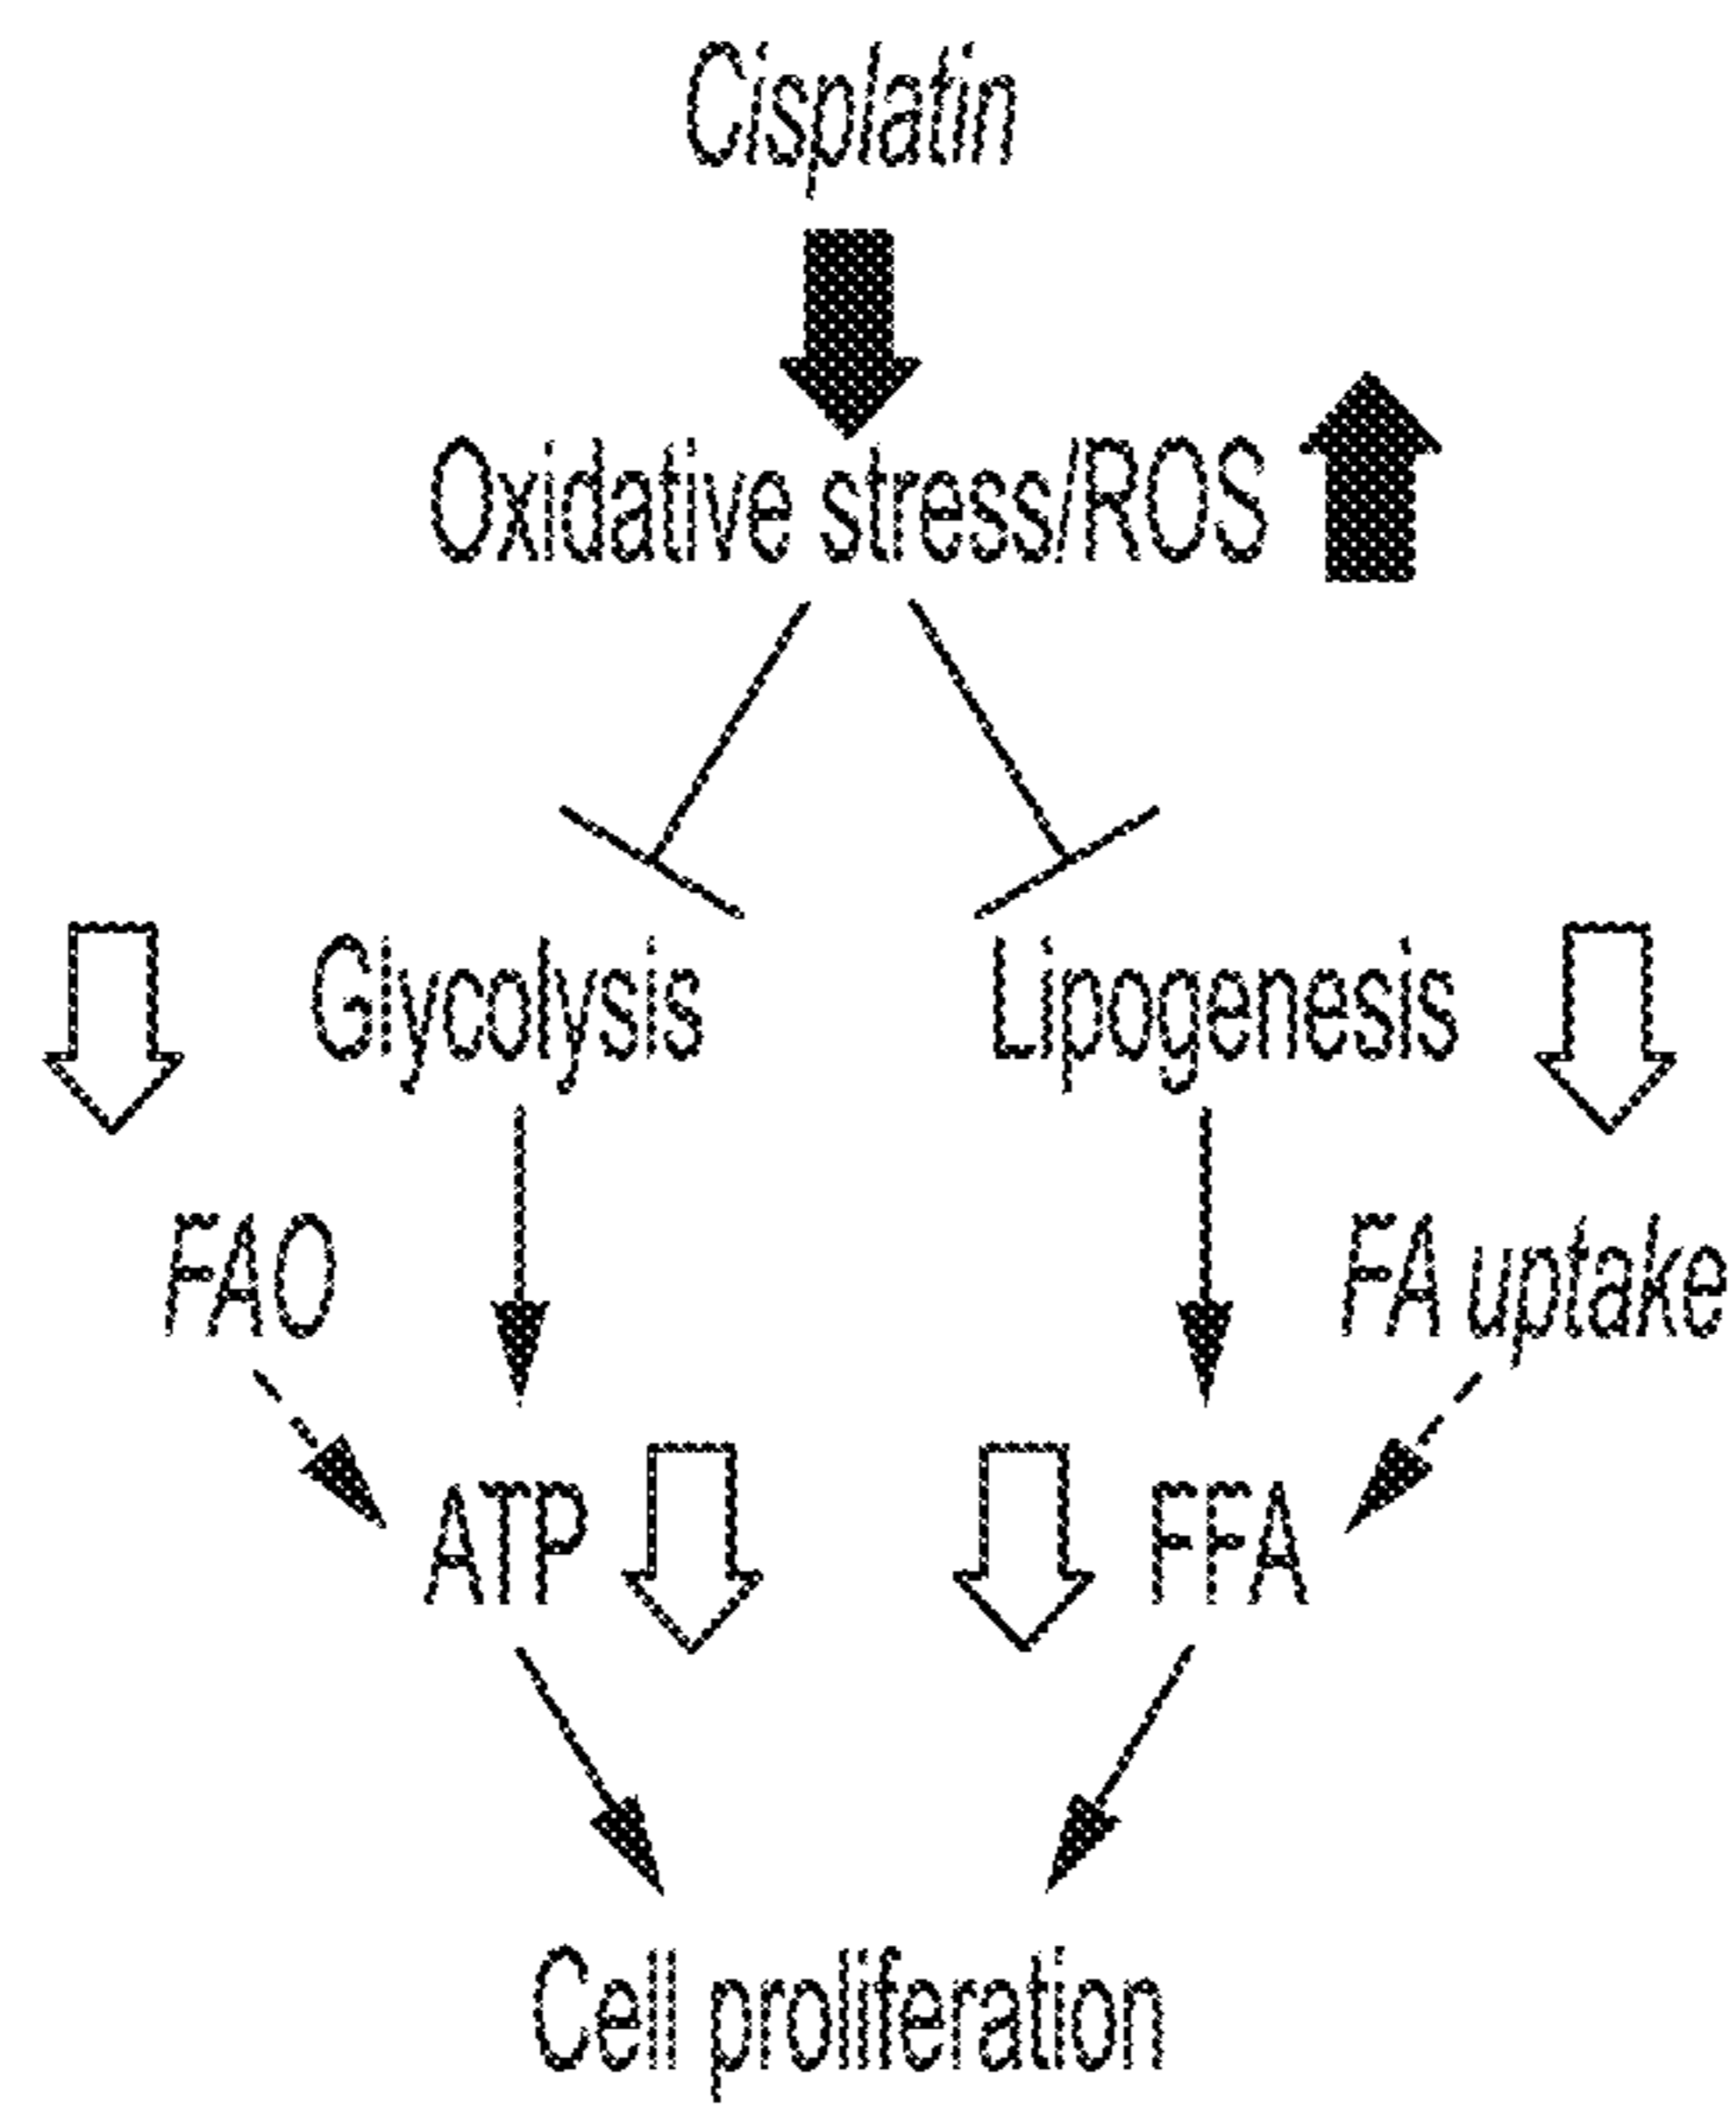 Cisplatin
Oxidative stress/ROS
Glycolysis
Lipogenesis
FAO
FA uptake
ATP
FFA
Cell proliferation